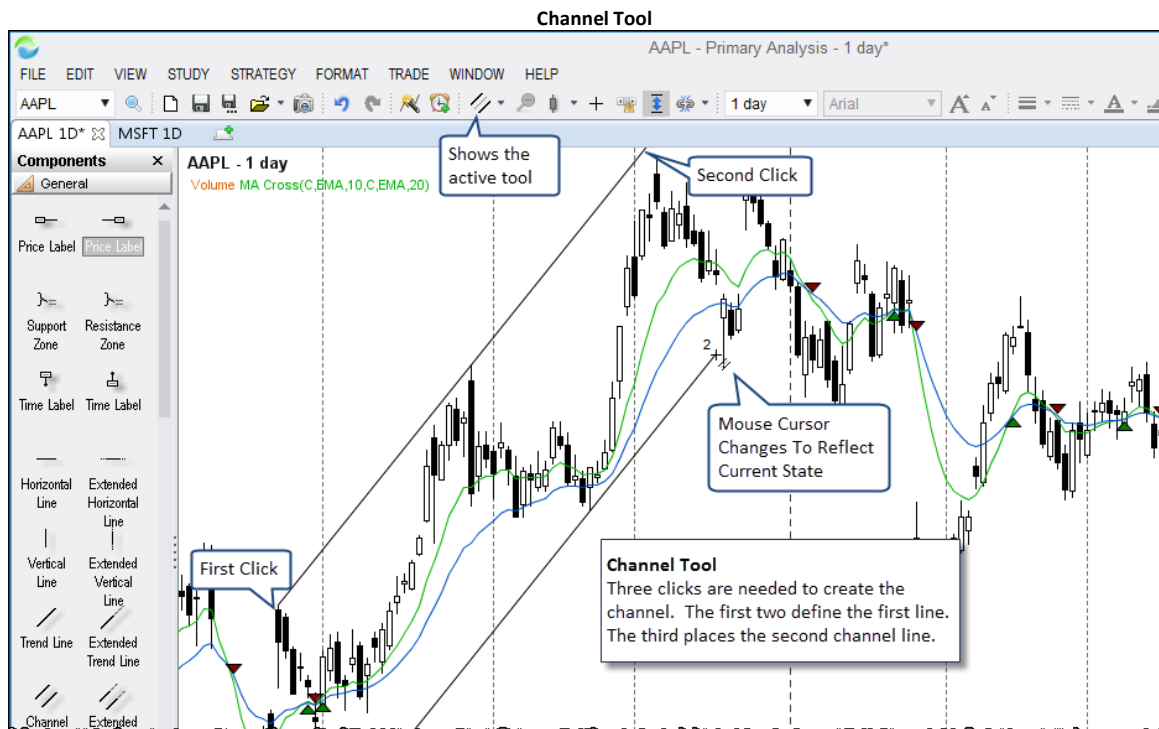 Channel Tool
AAPL - Primary Analysis - 1 day*
FILE EDIT VIEW STUDY STRATEGY FORMAT TRADE WINDOW HELP
AAPL 1 day Arial A A A
AAPL 1D* MSFT 1D
Components
General
AAPL - 1 day
Volume MA Cross(C,EMA,10,C,EMA,20)
Shows the
active tool
Second Click
Price Label Price Label
Support Resistance
Zone Zone
Time Label Time Label
2
Mouse Cursor
Changes To Reflect
Current State
Horizontal Extended
Line Horizontal
Line
Vertical Extended
Line Vertical
Line
First Click
Channel Tool
Three clicks are needed to create the
channel. The first two define the first line.
The third places the second channel line.
Trend Line Extended
Trend Line
Channel Extended